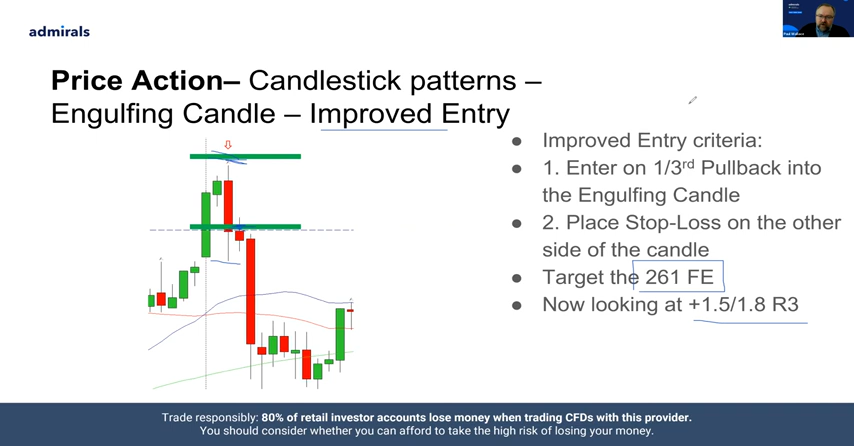 admirals
Price Action– Candlestick patterns –
Engulfing Candle – Improved Entry
● Improved Entry criteria:
● 1. Enter on 1/3rd Pullback into
the Engulfing Candle
● 2. Place Stop-Loss on the other
side of the candle
● Target the 261 FE
● Now looking at +1.5/1.8 R3
Trade responsibly: 80% of retail investor accounts lose money when trading CFDs with this provider.
You should consider whether you can afford to take the high risk of losing your money.